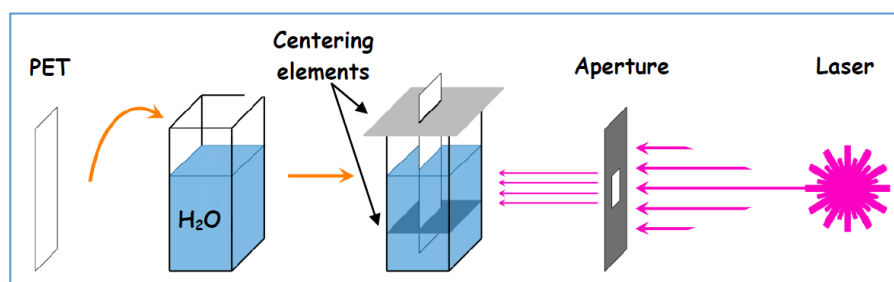 PET
Centering
elements
Aperture
Laser
H₂O